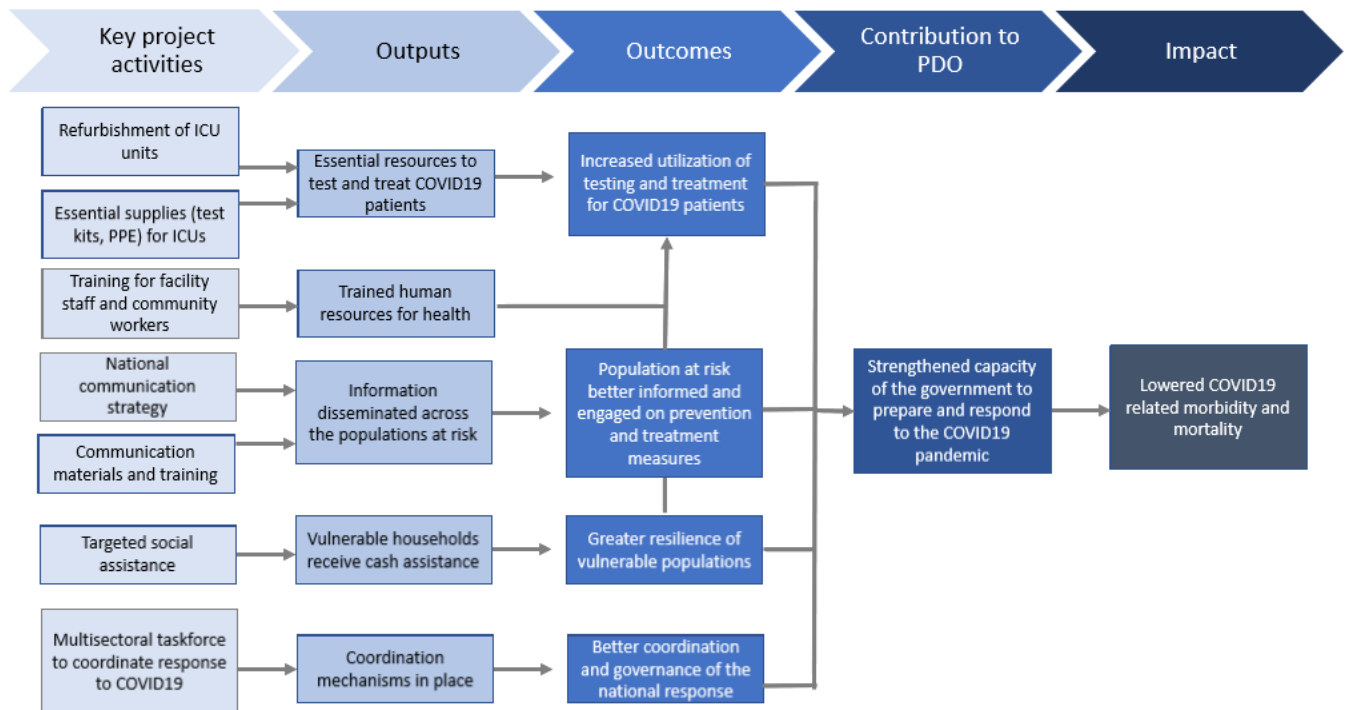 Key project
activities
Outputs
Outcomes
Contribution to
PDO
Impact
Refurbishment of ICU
units
Essential supplies (test
kits, PPE) for ICUs
Training for facility
staff and community
workers
National
communication
strategy
Communication
materials and training
Targeted social
assistance
Multisectoral taskforce
to coordinate response
to COVID19
Essential resources to
test and treat COVID19
patients
Trained human
resources for health
Information
disseminated across
the populations at risk
Vulnerable households
receive cash assistance
Coordination
mechanisms in place
Increased utilization of
testing and treatment
for COVID19 patients
Population at risk
better informed and
engaged on prevention
and treatment
measures
Greater resilience of
vulnerable populations
Better coordination
and governance of the
national response
Strengthened capacity
of the government to
prepare and respond
to the COVID19
pandemic
Lowered COVID19
related morbidity and
mortality